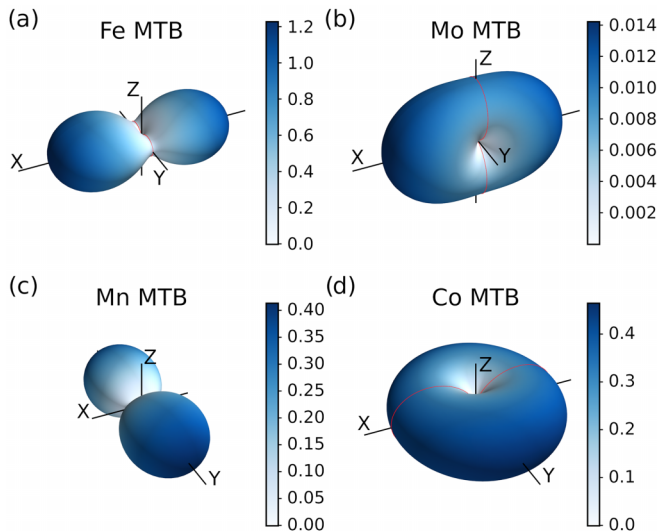 (a)
Fe MTB
Z
X
Y
1.2
1.0
0.8
0.6
0.4
0.2
0.0
(b)
Mo MTB
Z
X
Y
0.014
0.012
0.010
0.008
0.006
0.004
0.002
(c)
Mn MTB
Z
X
Y
0.40
0.35
0.30
0.25
0.20
0.15
0.10
0.05
0.00
(d)
Co MTB
Z
X
Y
0.4
0.3
0.2
0.1
0.0